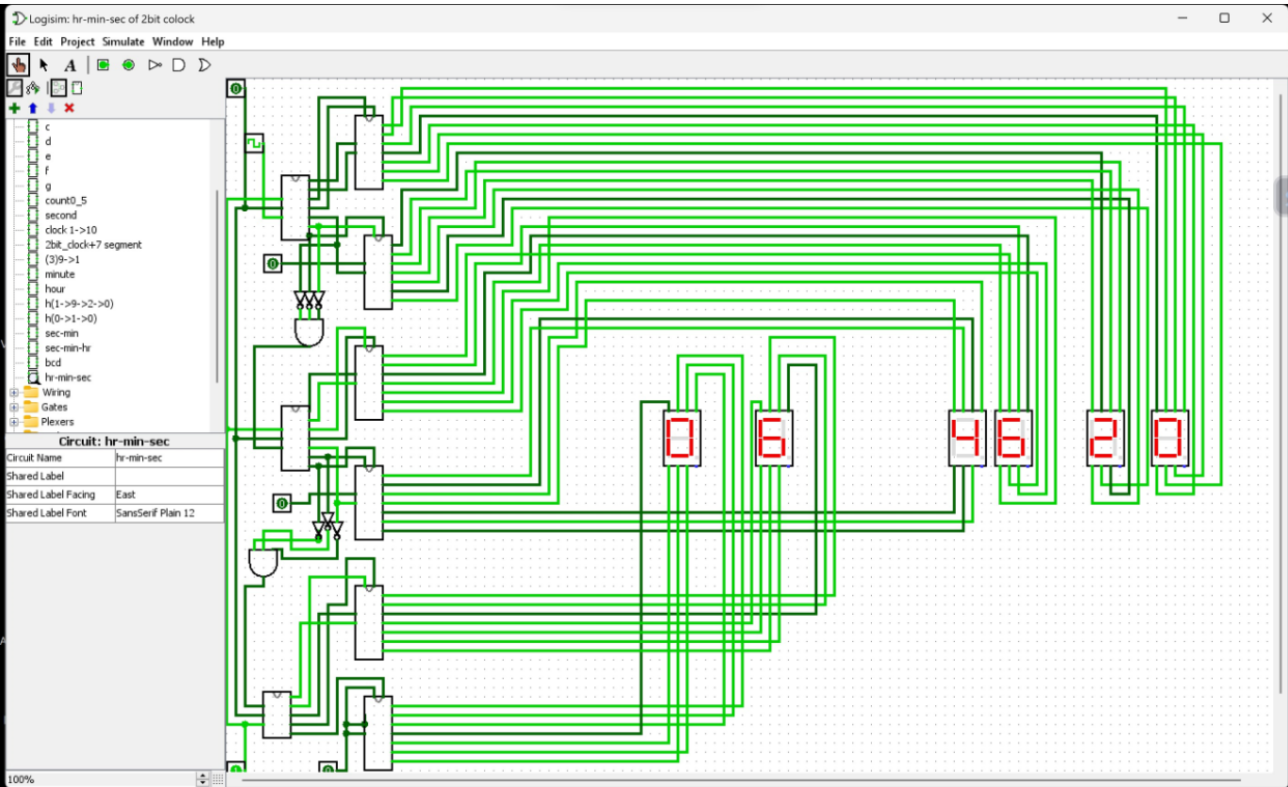 Logisim: hr-min-sec of 2bit colock
File Edit Project Simulate Window Help
A
c
d
e
f
g
count0_5
second
clock 1->10
2bit_clock+7 segment
(3)9->1
minute
hour
h(1->9->2->0)
h(0->1->0)
sec-min
sec-min-hr
bcd
hr-min-sec
Wiring
Gates
Plexers
Circuit: hr-min-sec
Circuit Name hr-min-sec
Shared Label
Shared Label Facing East
Shared Label Font SansSerif Plain 12
100%
0
0
0
0 6 4 6 2 0